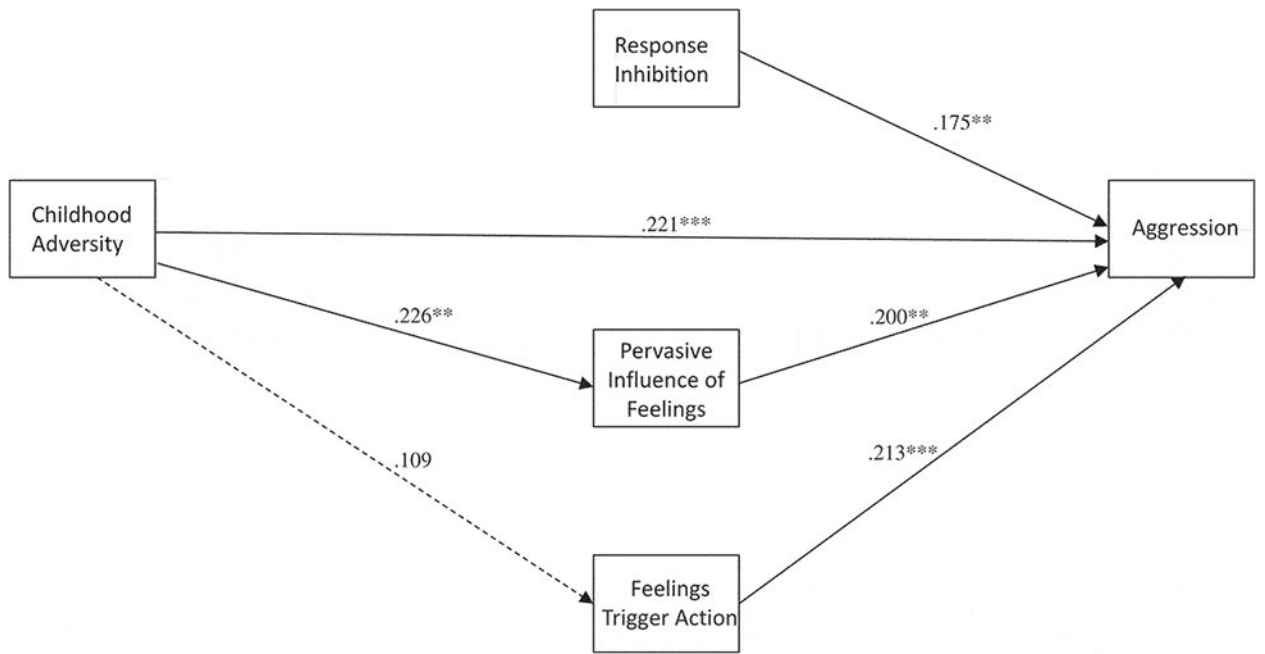 Response
Inhibition
.175**
Childhood
Adversity
.221***
Aggression
.226**
.200**
Pervasive
Influence of
Feelings
.109
.213***
Feelings
Trigger Action